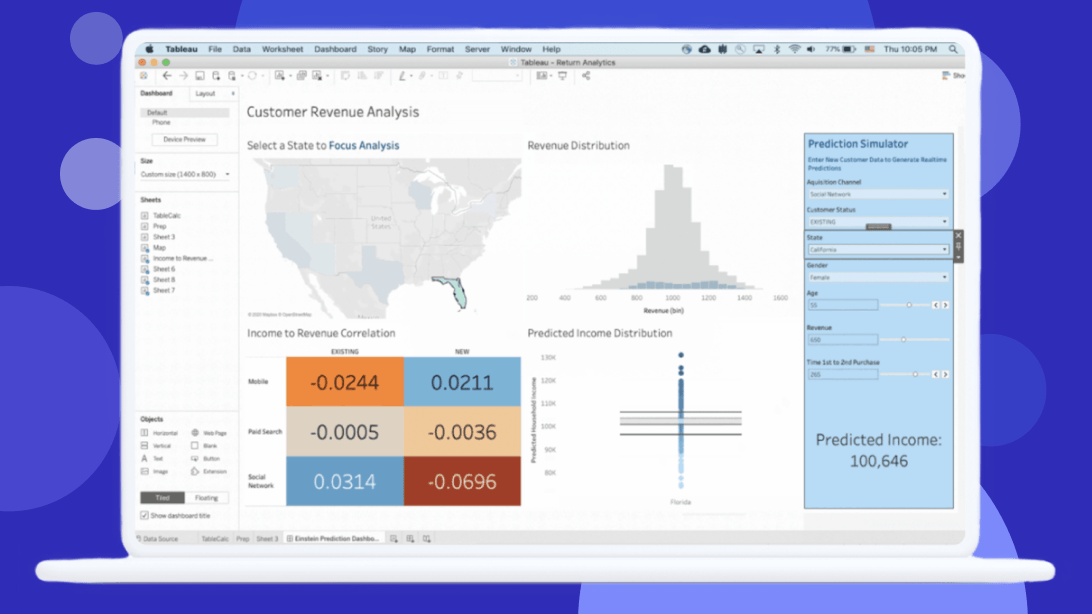 Tableau File Data Worksheet Dashboard Story Map Format Server Window Help 77% Thu 10:05 PM
Tableau - Return Analytics
Sho
Dashboard Layout
Default
Phone
Device Preview
Size
Custom size (1400 x 800)
Sheets
TableCalc
Prep
Sheet 3
Map
Income to Revenue ...
Sheet 6
Sheet 8
Sheet 7
Objects
Horizontal Web Page
Vertical Blank
Text Button
Image Extension
Tiled Floating
Show dashboard title
Customer Revenue Analysis
Select a State to Focus Analysis
United
States
© 2021 Mapbox © OpenStreetMap
Revenue Distribution
200 400 600 800 1000 1200 1400 1600
Revenue (bin)
Income to Revenue Correlation
EXISTING NEW
Mobile -0.0244 0.0211
Paid Search -0.0005 -0.0036
Social
Network 0.0314 -0.0696
Predicted Income Distribution
Predicted Household Income
130K
120K
110K
100K
90K
80K
Florida
Prediction Simulator
Enter New Customer Data to Generate Realtime
Predictions
Aquisition Channel
Social Network
Customer Status
EXISTING
State
California
Gender
Female
Age
55
Revenue
650
Time 1st to 2nd Purchase
265
Predicted Income:
100,646
Data Source TableCalc Prep Sheet 3 Einstein Prediction Dashbo...